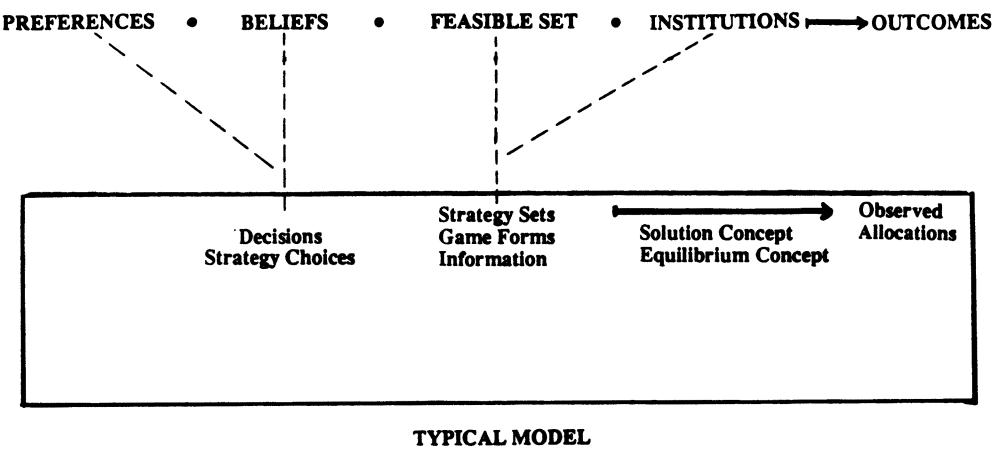 PREFERENCES • BELIEFS • FEASIBLE SET • INSTITUTIONS OUTCOMES
Decisions
Strategy Choices
Strategy Sets
Game Forms
Information
Solution Concept
Equilibrium Concept
Observed
Allocations
TYPICAL MODEL